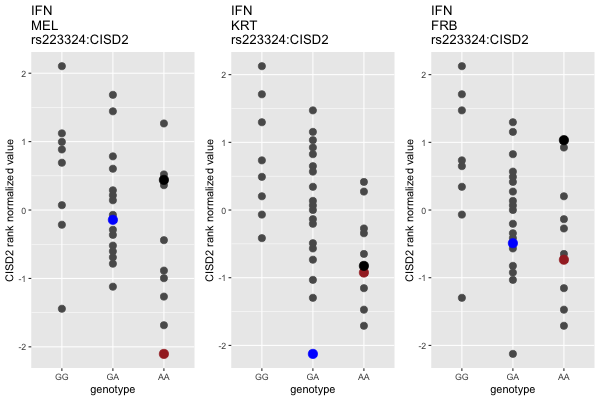 IFN
MEL
rs223324:CISD2
CISD2 rank normalized value
2
1
0
-1
-2
GG
GA
AA
genotype
IFN
KRT
rs223324:CISD2
CISD2 rank normalized value
2
1
0
-1
-2
GG
GA
AA
genotype
IFN
FRB
rs223324:CISD2
CISD2 rank normalized value
2
1
0
-1
-2
GG
GA
AA
genotype